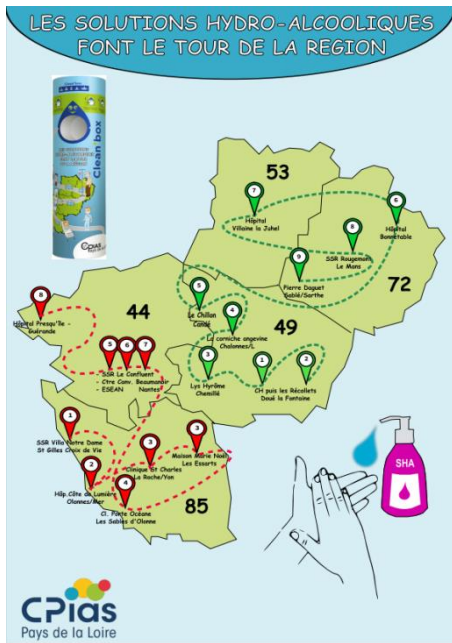 LES SOLUTIONS HYDRO-ALCOOLIQUES
FONT LE TOUR DE LA REGION
Clean box
CPias
53
7
Hôpital
Villaine la Juhel
6
Hôpital
Bonnétable
8
SSR Rougemont
Le Mans
9
Pierre Daguet
Sablé/Sarthe
72
8
Hôpital Presqu'île -
Guérande
44
5
Le Chillon
Candé
49
4
La corniche angevine
Chalonnes/L
5
6
7
SSR Le Confluent
- Ctre Conv. Beaumanoir
- ESEAN Nantes
3
Lys Hyrôme
Chemillé
1
2
CH puis les Récollets
Doué la Fontaine
1
SSR Villa Notre Dame
St Gilles Croix de Vie
2
Hôp.Côte de Lumière
Olonnes/Mer
3
Clinique St Charles
La Roche/Yon
3
Maison Marie Noël
Les Essarts
4
Cl. Porte Océane
Les Sables d'Olonne
85
SHA
CPias
Pays de la Loire